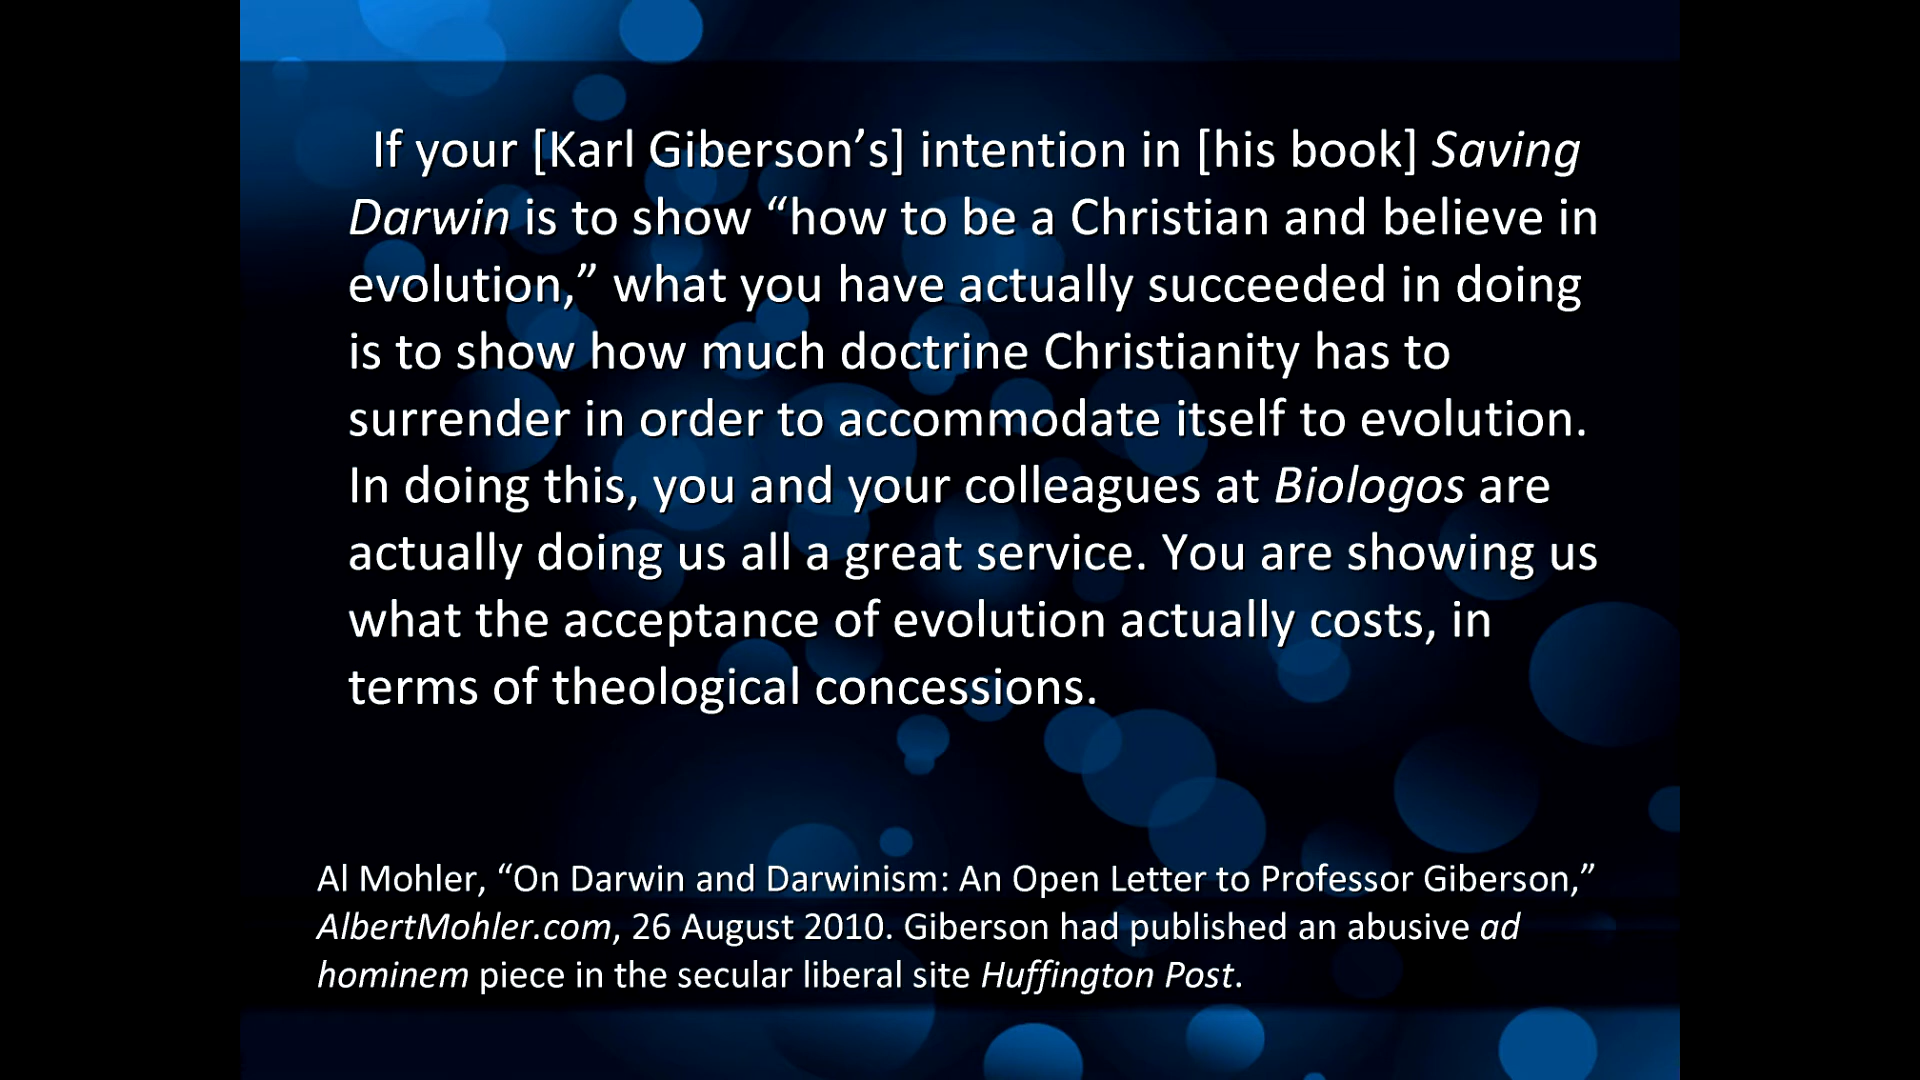 If your [Karl Giberson’s] intention in [his book] Saving
Darwin is to show “how to be a Christian and believe in
evolution,” what you have actually succeeded in doing
is to show how much doctrine Christianity has to
surrender in order to accommodate itself to evolution.
In doing this, you and your colleagues at Biologos are
actually doing us all a great service. You are showing us
what the acceptance of evolution actually costs, in
terms of theological concessions.
Al Mohler, “On Darwin and Darwinism: An Open Letter to Professor Giberson,”
AlbertMohler.com, 26 August 2010. Giberson had published an abusive ad
hominem piece in the secular liberal site Huffington Post.